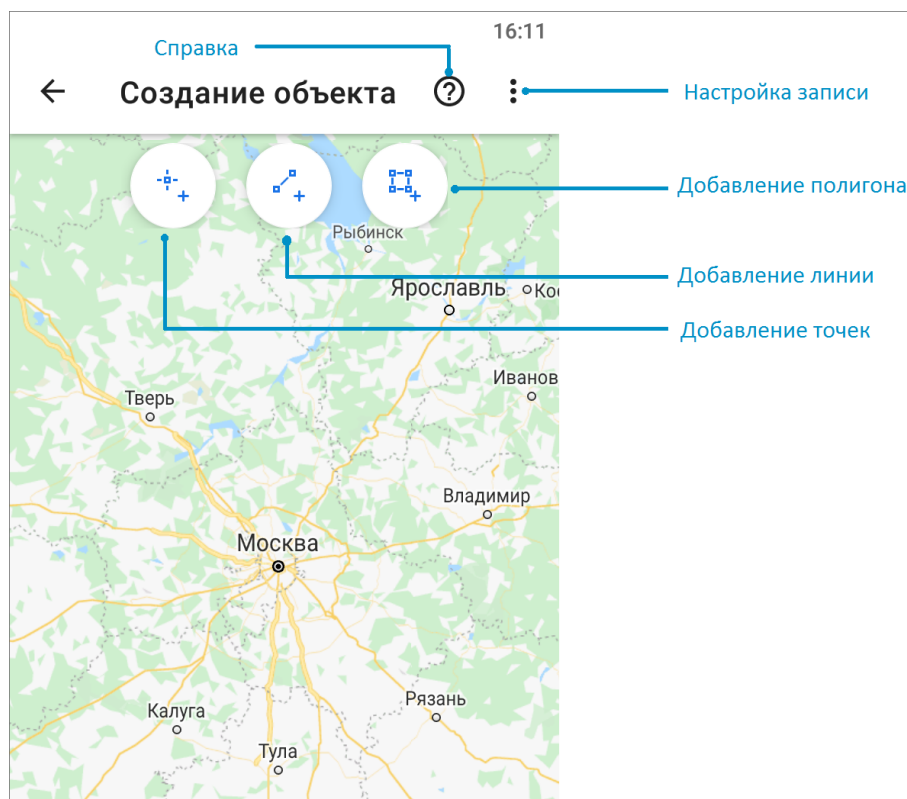 16:11
Справка
Создание объекта
Настройка записи
Добавление полигона
Рыбинск
Добавление линии
Ярославль
Кос
Добавление точек
Иванов
Тверь
Владимир
Москва
Рязань
Калуга
Тула